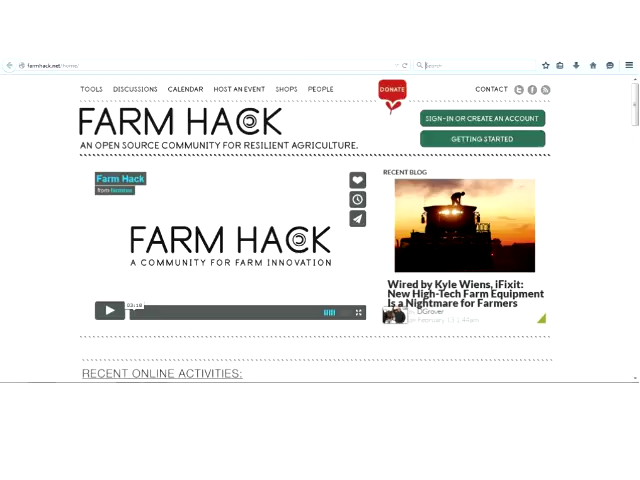 farmhack.net/home/
Search
TOOLS DISCUSSIONS CALENDAR HOST AN EVENT SHOPS PEOPLE DONATE CONTACT
FARM HACK
AN OPEN SOURCE COMMUNITY FOR RESILIENT AGRICULTURE.
SIGN-IN OR CREATE AN ACCOUNT
GETTING STARTED
Farm Hack
from
FARM HACK
A COMMUNITY FOR FARM INNOVATION
03:18
RECENT BLOG
Wired by Kyle Wiens, iFixit:
New High-Tech Farm Equipment
Is a Nightmare for Farmers
DGrover
RECENT ONLINE ACTIVITIES: